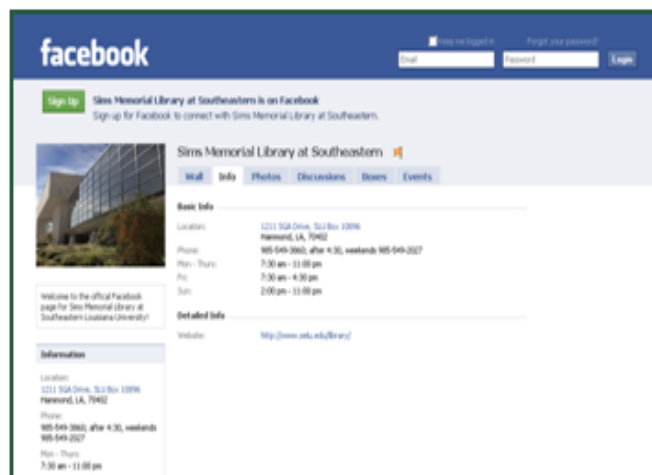 facebook
Keep me logged in
Forgot your password?
Email
Password
Login
Sign Up
Sims Memorial Library at Southeastern is on Facebook
Sign up for Facebook to connect with Sims Memorial Library at Southeastern.
Sims Memorial Library at Southeastern
Wall Info Photos Discussions Boxes Events
Basic Info
Location: 1211 SGA Drive, SLU Box 10896
Hammond, LA, 70402
Phone: 985-549-3860; after 4:30, weekends 985-549-2027
Mon - Thurs: 7:30 am - 11:00 pm
Fri: 7:30 am - 4:30 pm
Sun: 2:00 pm - 11:00 pm
Detailed Info
Website: http://www.selu.edu/library/
Welcome to the official Facebook
page for Sims Memorial Library at
Southeastern Louisiana University!
Information
Location:
1211 SGA Drive, SLU Box 10896
Hammond, LA, 70402
Phone:
985-549-3860; after 4:30, weekends
985-549-2027
Mon - Thurs:
7:30 am - 11:00 pm